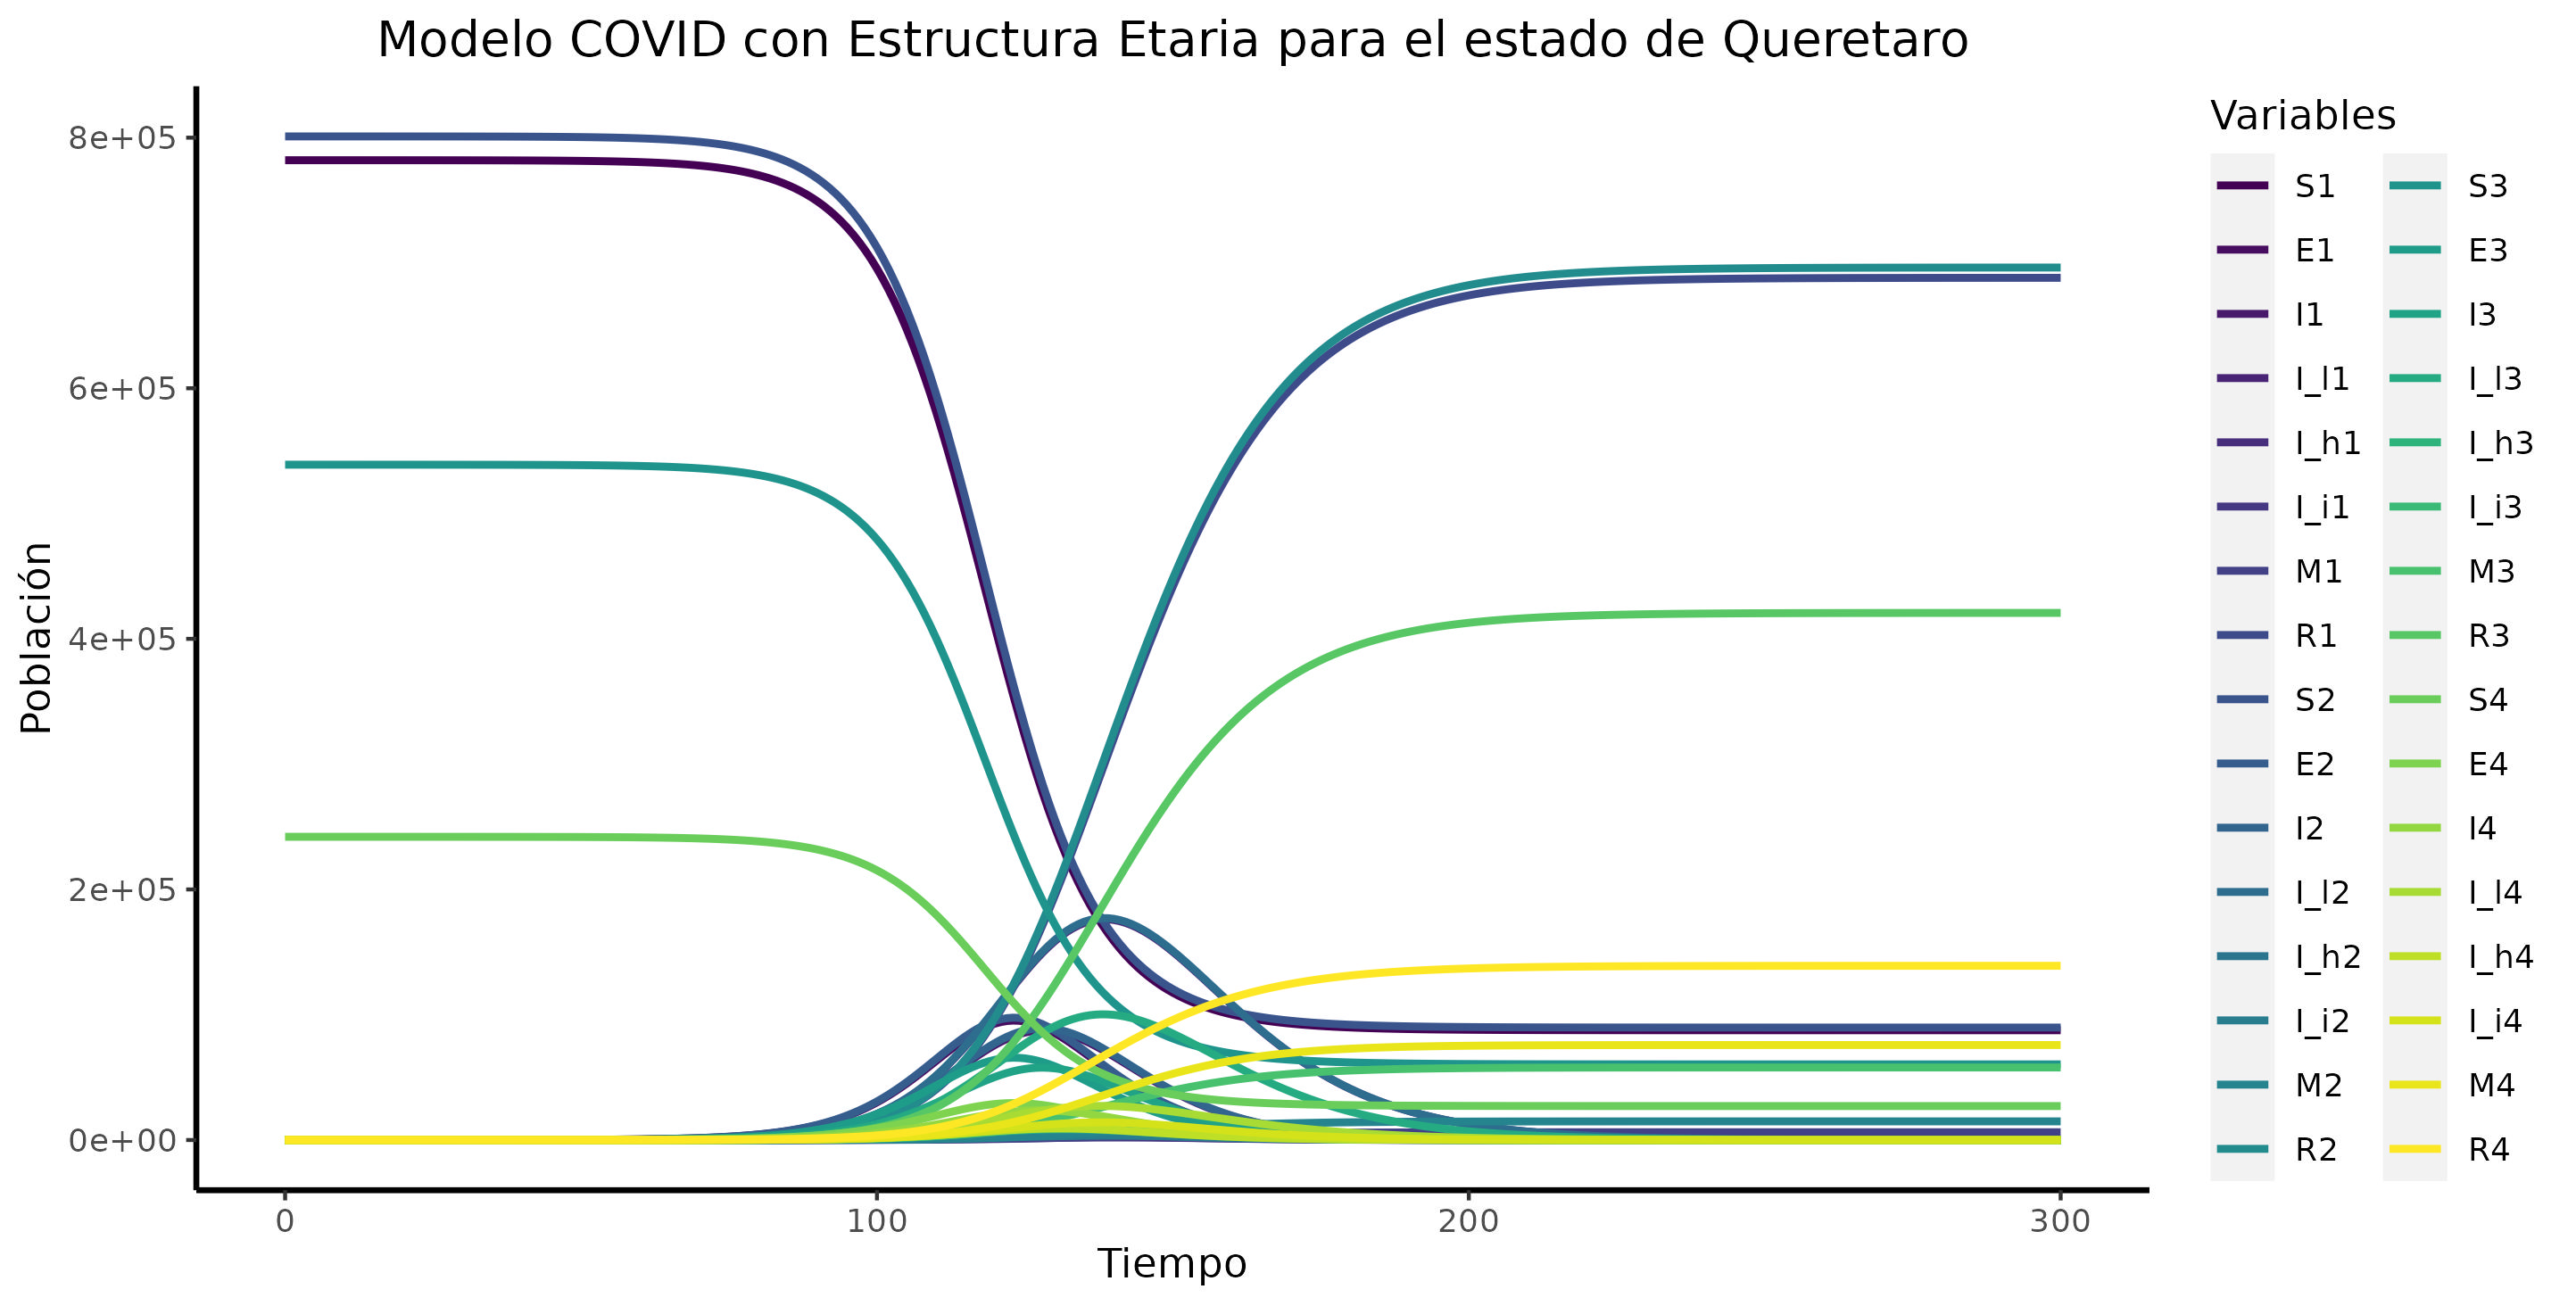 Modelo COVID con Estructura Etaria para el estado de Queretaro
Población
8e+05
6e+05
4e+05
2e+05
0e+00
0
100
200
300
Tiempo
Variables
S1
E1
I1
I_l1
I_h1
I_i1
M1
R1
S2
E2
I2
I_l2
I_h2
I_i2
M2
R2
S3
E3
I3
I_l3
I_h3
I_i3
M3
R3
S4
E4
I4
I_l4
I_h4
I_i4
M4
R4